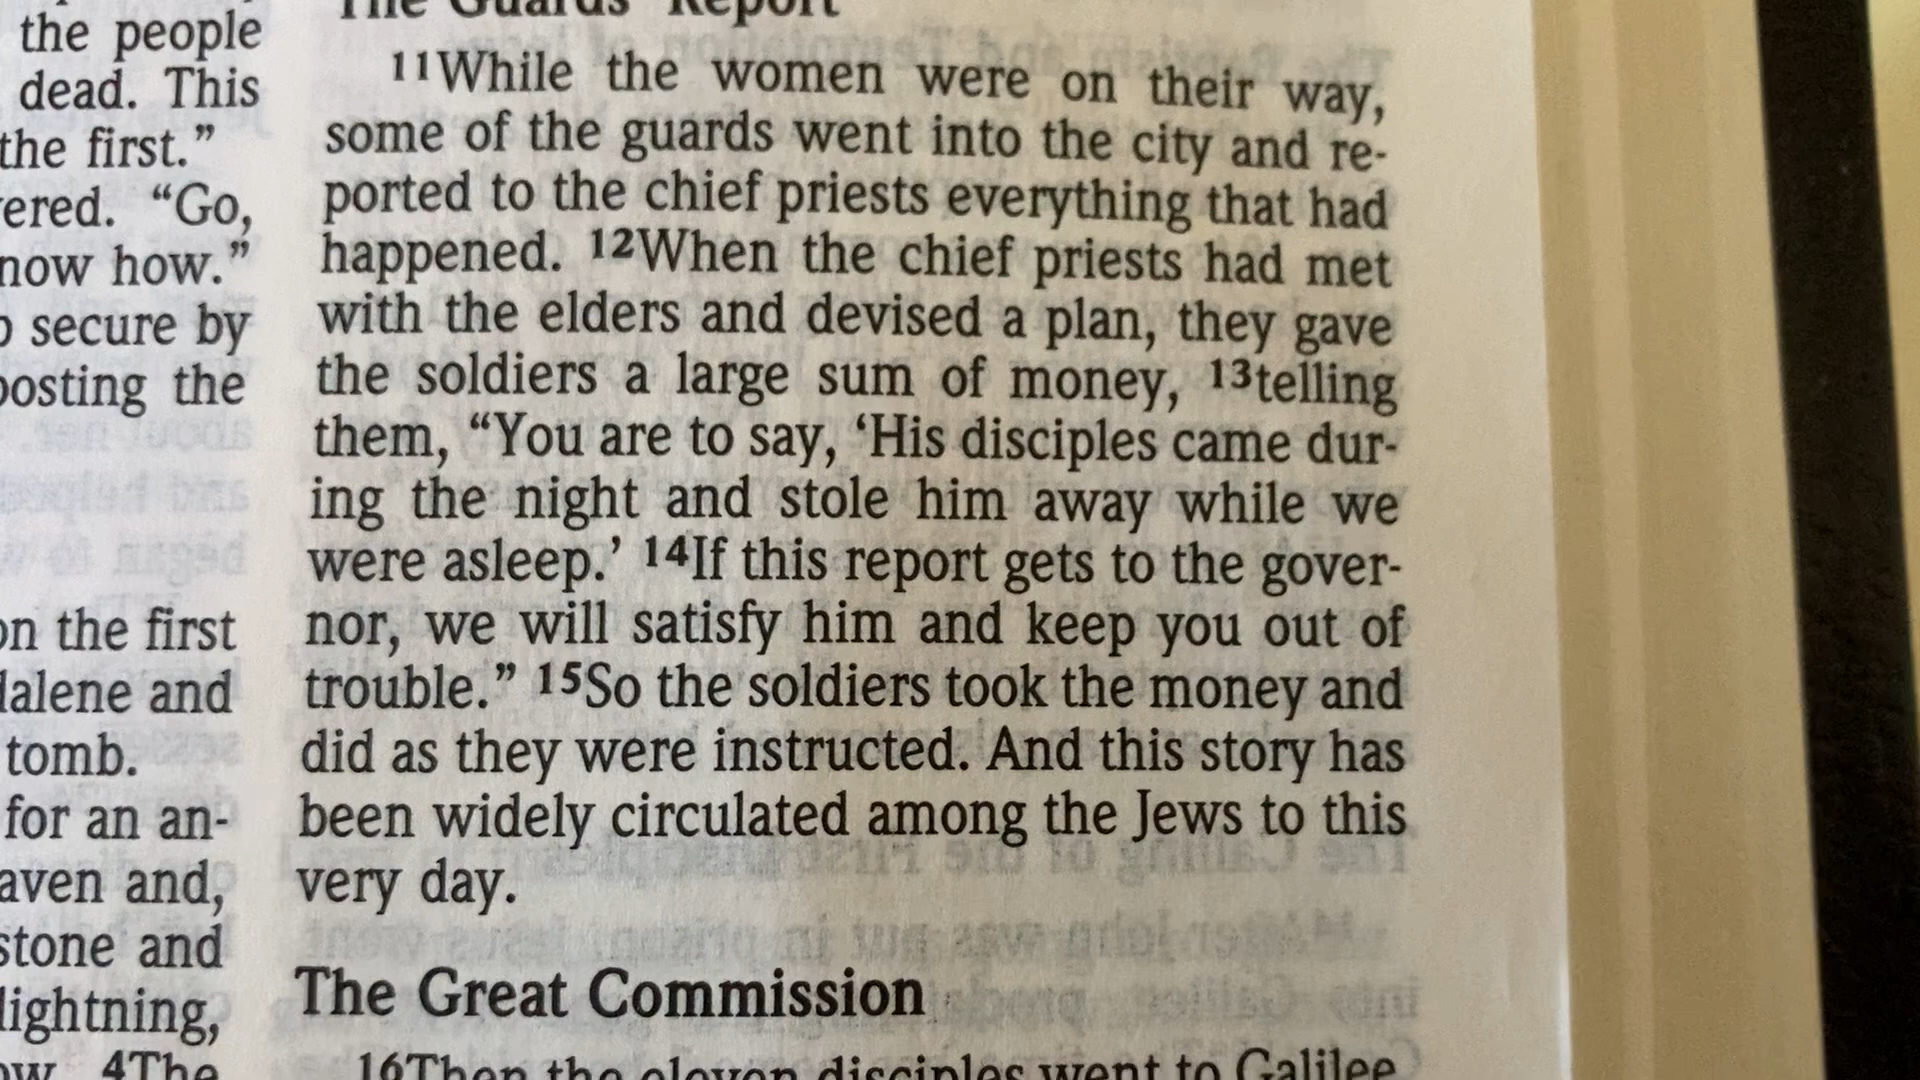 the people
dead. This
the first.”
ered. “Go,
now how.”
secure by
posting the
on the first
lalene and
tomb.
for an an-
aven and,
stone and
lightning,
4The
The Guards’ Report
11While the women were on their way,
some of the guards went into the city and re-
ported to the chief priests everything that had
happened. 12When the chief priests had met
with the elders and devised a plan, they gave
the soldiers a large sum of money, 13telling
them, “You are to say, ‘His disciples came dur-
ing the night and stole him away while we
were asleep.’ 14If this report gets to the gover-
nor, we will satisfy him and keep you out of
trouble.” 15So the soldiers took the money and
did as they were instructed. And this story has
been widely circulated among the Jews to this
very day.
The Great Commission
16Then the eleven disciples went to Galilee